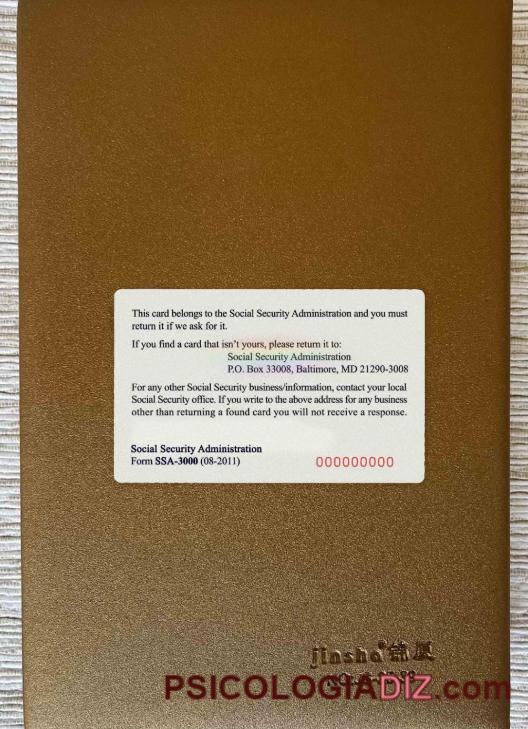 This card belongs to the Social Security Administration and you must
return it if we ask for it.
If you find a card that isn't yours, please return it to:
Social Security Administration
P.O. Box 33008, Baltimore, MD 21290-3008
For any other Social Security business/information, contact your local
Social Security office. If you write to the above address for any business
other than returning a found card you will not receive a response.
Social Security Administration
Form SSA-3000 (08-2011)
000000000
jinsha®锦厦
PSICOLOGIADIZ.com